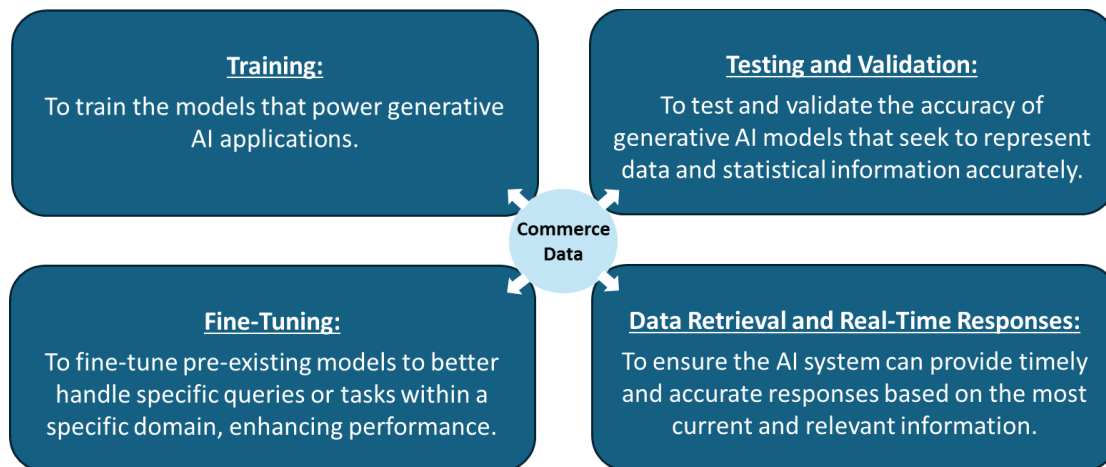 Training:
To train the models that power generative
AI applications.
Testing and Validation:
To test and validate the accuracy of
generative AI models that seek to represent
data and statistical information accurately.
Commerce
Data
Fine-Tuning:
To fine-tune pre-existing models to better
handle specific queries or tasks within a
specific domain, enhancing performance.
Data Retrieval and Real-Time Responses:
To ensure the AI system can provide timely
and accurate responses based on the most
current and relevant information.